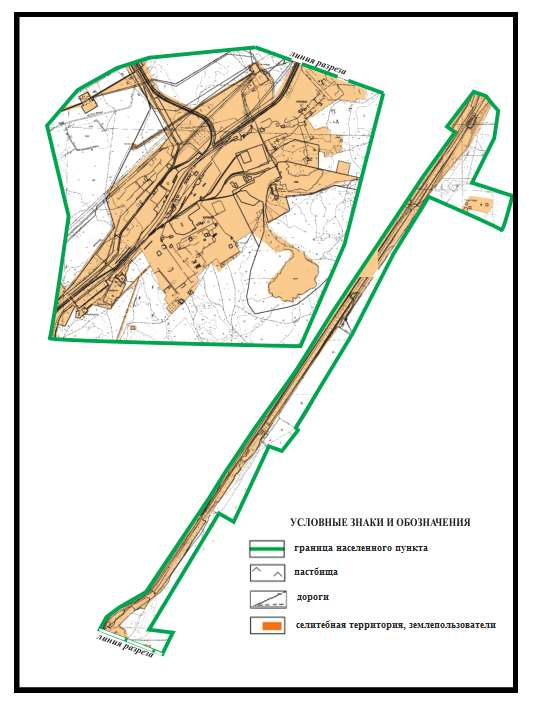 линия разреза
УСЛОВНЫЕ ЗНАКИ И ОБОЗНАЧЕНИЯ
граница населенного пункта
пастбища
дороги
селитебная территория, землепользователи
линия разреза